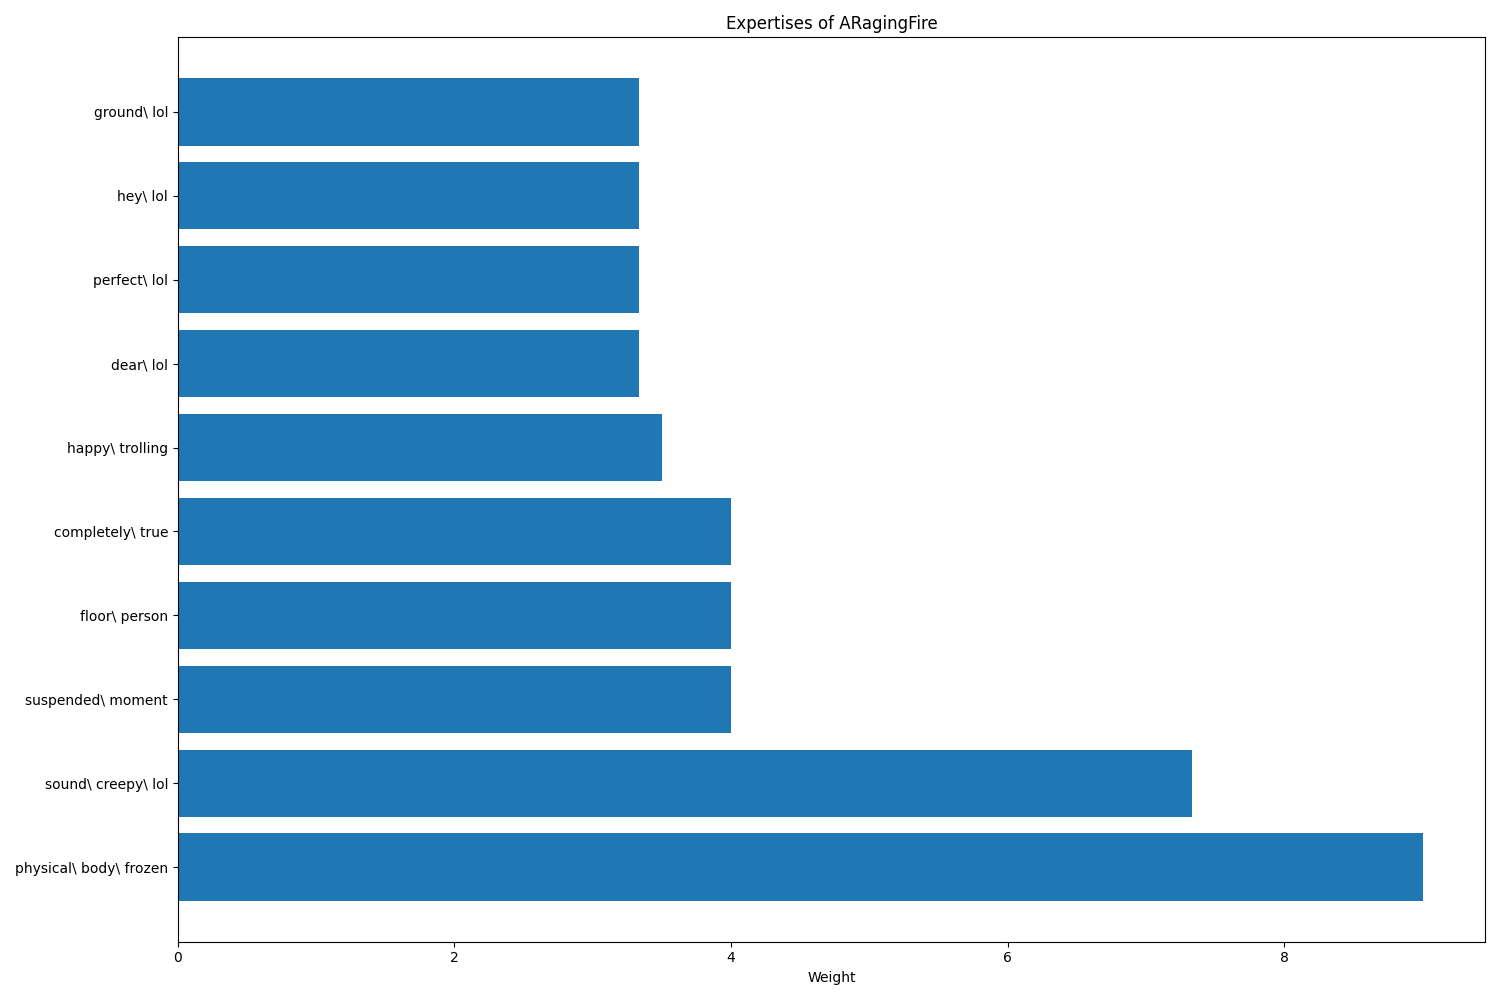 Expertises of ARagingFire
ground\ lol
hey\ lol
perfect\ lol
dear\ lol
happy\ trolling
completely\ true
floor\ person
suspended\ moment
sound\ creepy\ lol
physical\ body\ frozen
0 2 4 6 8
Weight